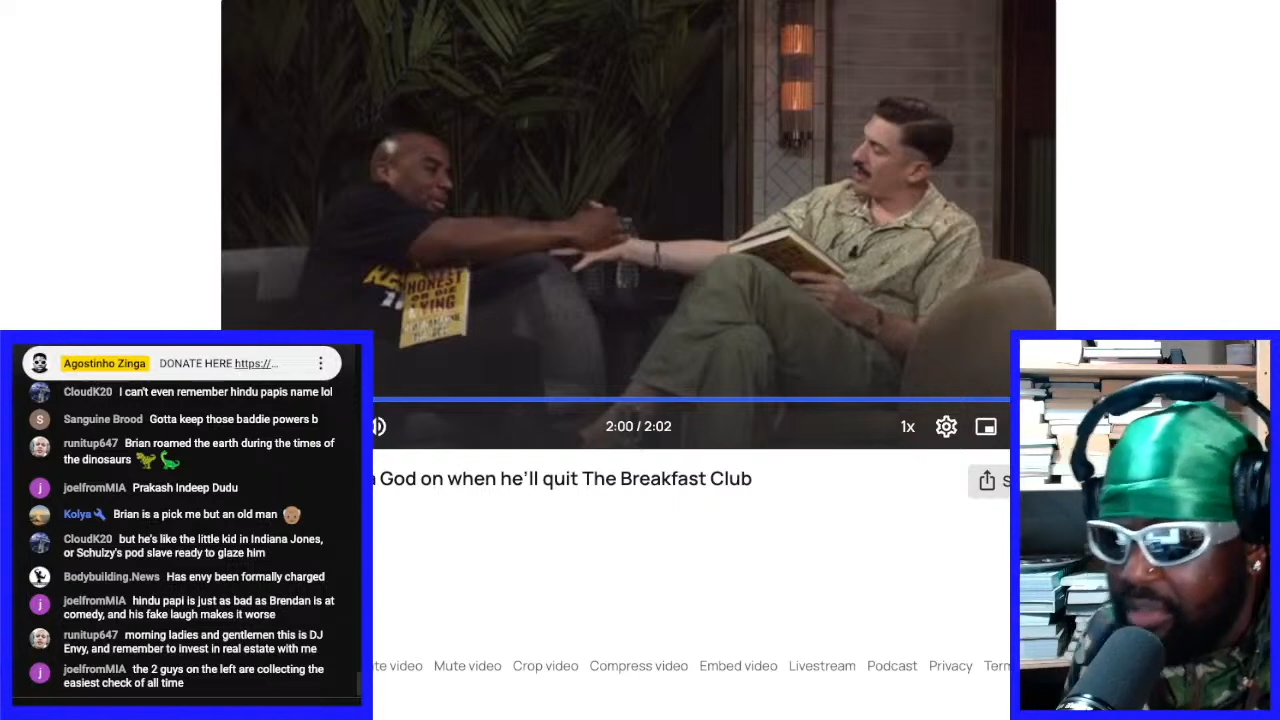 HONEST
OR DIE
LYING
2:00 / 2:02
1x
God on when he'll quit The Breakfast Club
Agostinho Zinga DONATE HERE https://...
CloudK20 I can't even remember hindu papis name lol
Sanguine Brood Gotta keep those baddie powers b
runitup647 Brian roamed the earth during the times of
the dinosaurs 🦖 🦕
joelfromMIA Prakash Indeep Dudu
Kolya🔧 Brian is a pick me but an old man 👴🏽
CloudK20 but he's like the little kid in Indiana Jones,
or Schulzy's pod slave ready to glaze him
Bodybuilding.News Has envy been formally charged
joelfromMIA hindu papi is just as bad as Brendan is at
comedy, and his fake laugh makes it worse
runitup647 morning ladies and gentlemen this is DJ
Envy, and remember to invest in real estate with me
joelfromMIA the 2 guys on the left are collecting the
easiest check of all time
te video Mute video Crop video Compress video Embed video Livestream Podcast Privacy Tern